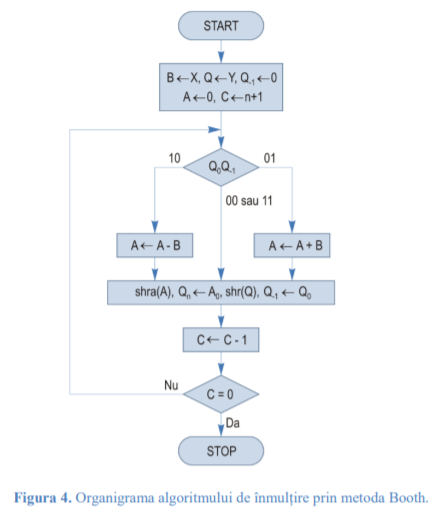 START
B←X, Q←Y, Q₋₁←0
A←0, C←n+1
10
Q₀Q₋₁
01
00 sau 11
A← A - B
A← A + B
shra(A), Qₙ ← A₀, shr(Q), Q₋₁ ← Q₀
C← C - 1
Nu
C = 0
Da
STOP
Figura 4. Organigrama algoritmului de înmulțire prin metoda Booth.